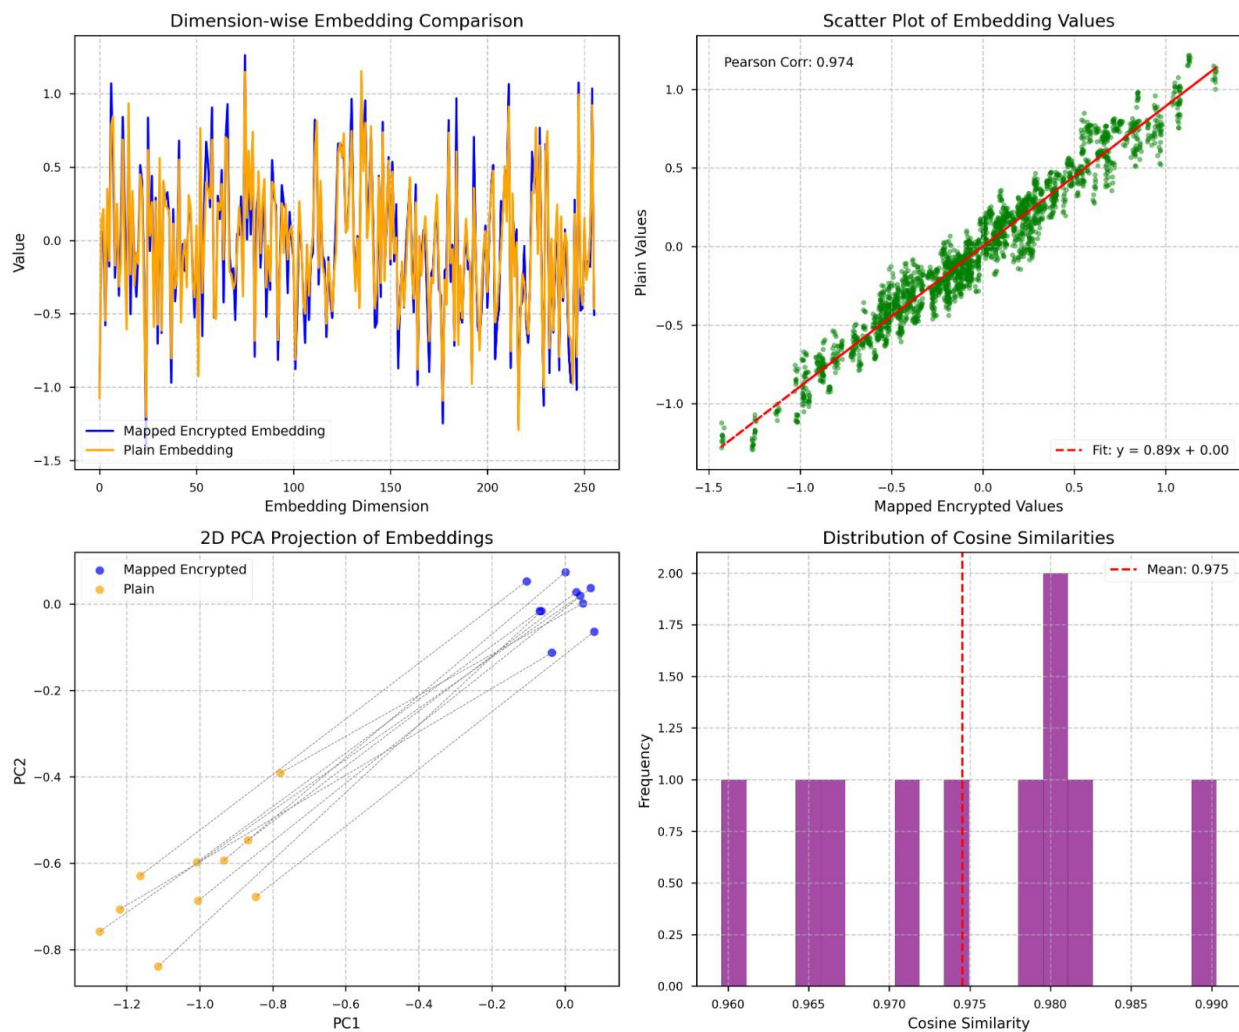 Dimension-wise Embedding Comparison
Value
1.0
0.5
0.0
−0.5
−1.0
−1.5
Mapped Encrypted Embedding
Plain Embedding
0
50
100
150
200
250
Embedding Dimension
Scatter Plot of Embedding Values
Pearson Corr: 0.974
Plain Values
1.0
0.5
0.0
−0.5
−1.0
Fit: y = 0.89x + 0.00
−1.5
−1.0
−0.5
0.0
0.5
1.0
Mapped Encrypted Values
2D PCA Projection of Embeddings
Mapped Encrypted
Plain
PC2
0.0
−0.2
−0.4
−0.6
−0.8
−1.2
−1.0
−0.8
−0.6
−0.4
−0.2
0.0
PC1
Distribution of Cosine Similarities
Mean: 0.975
Frequency
2.00
1.75
1.50
1.25
1.00
0.75
0.50
0.25
0.00
0.960
0.965
0.970
0.975
0.980
0.985
0.990
Cosine Similarity